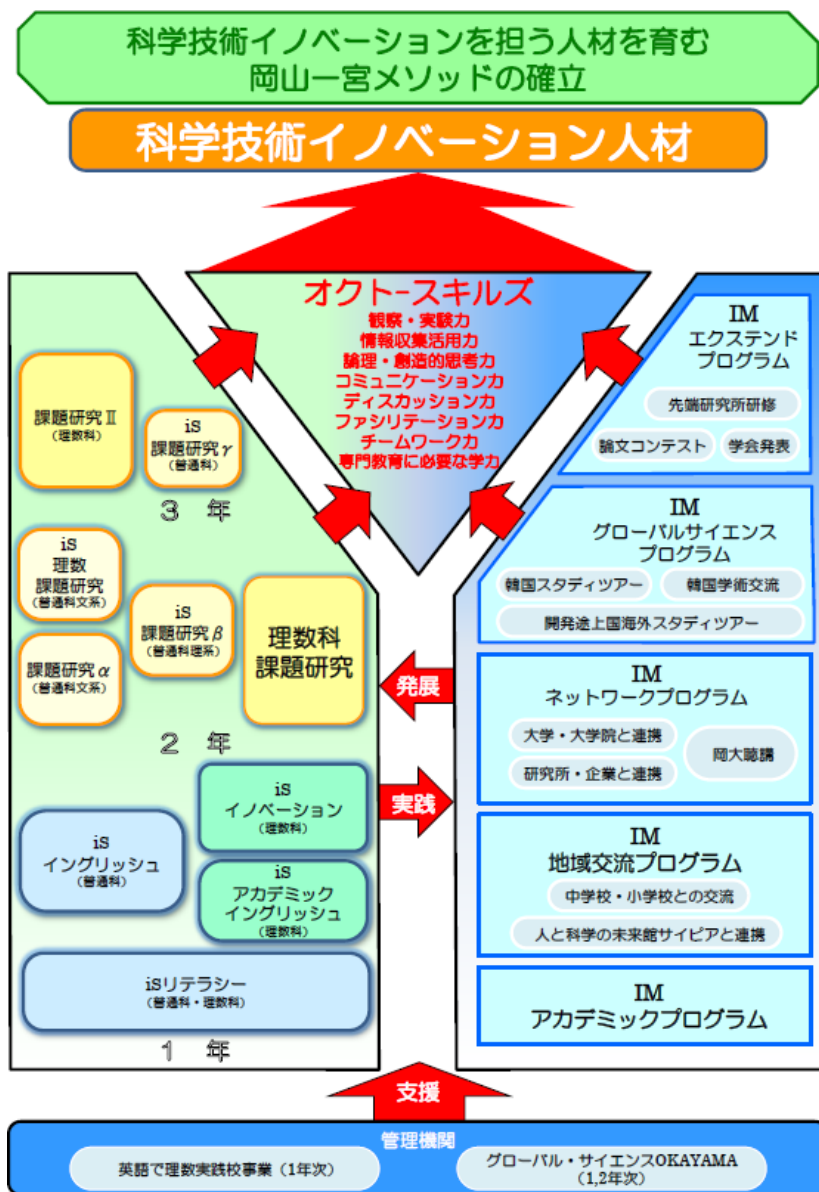 科学技術イノベーションを担う人材を育む
岡山一宮メソッドの確立
科学技術イノベーション人材
オクト-スキルズ
観察・実験力
情報収集活用力
論理・創造的思考力
コミュニケーション力
ディスカッション力
ファシリテーション力
チームワーク力
専門教育に必要な学力
課題研究Ⅱ
(理数科)
iS
課題研究γ
(普通科)
3 年
iS
理数
課題研究
(普通科文系)
iS
課題研究β
(普通科理系)
理数科
課題研究
課題研究α
(普通科文系)
2 年
iS
イノベーション
(理数科)
iS
イングリッシュ
(普通科)
iS
アカデミック
イングリッシュ
(理数科)
iSリテラシー
(普通科・理数科)
1 年
発展
実践
IM
エクステンド
プログラム
先端研究所研修
論文コンテスト
学会発表
IM
グローバルサイエンス
プログラム
韓国スタディツアー
韓国学術交流
開発途上国海外スタディツアー
IM
ネットワークプログラム
大学・大学院と連携
岡大聴講
研究所・企業と連携
IM
地域交流プログラム
中学校・小学校との交流
人と科学の未来館サイピアと連携
IM
アカデミックプログラム
支援
管理機関
英語で理数実践校事業（1年次）
グローバル・サイエンスOKAYAMA
（1,2年次）